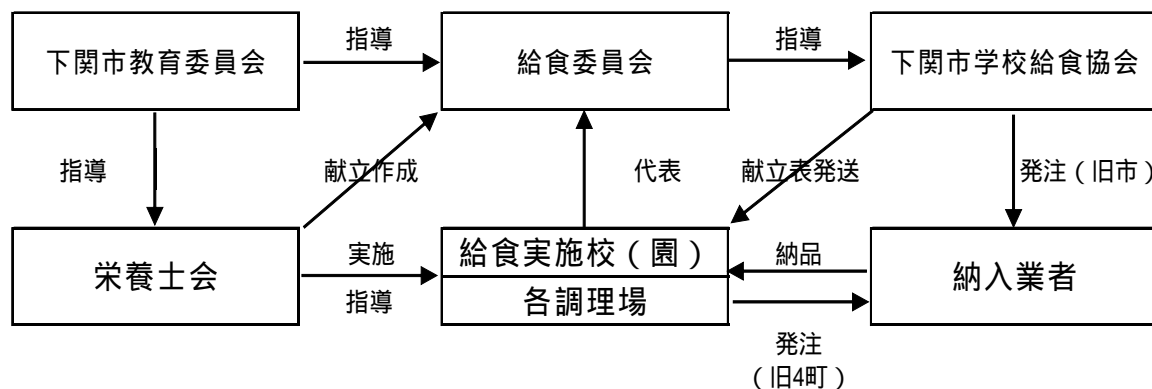 指導
指導
下関市教育委員会
給食委員会
下関市学校給食協会
指導
献立作成
代表
献立表発送
発注（旧市）
栄養士会
実施
指導
給食実施校（園）
各調理場
納品
納入業者
発注
（旧4町）